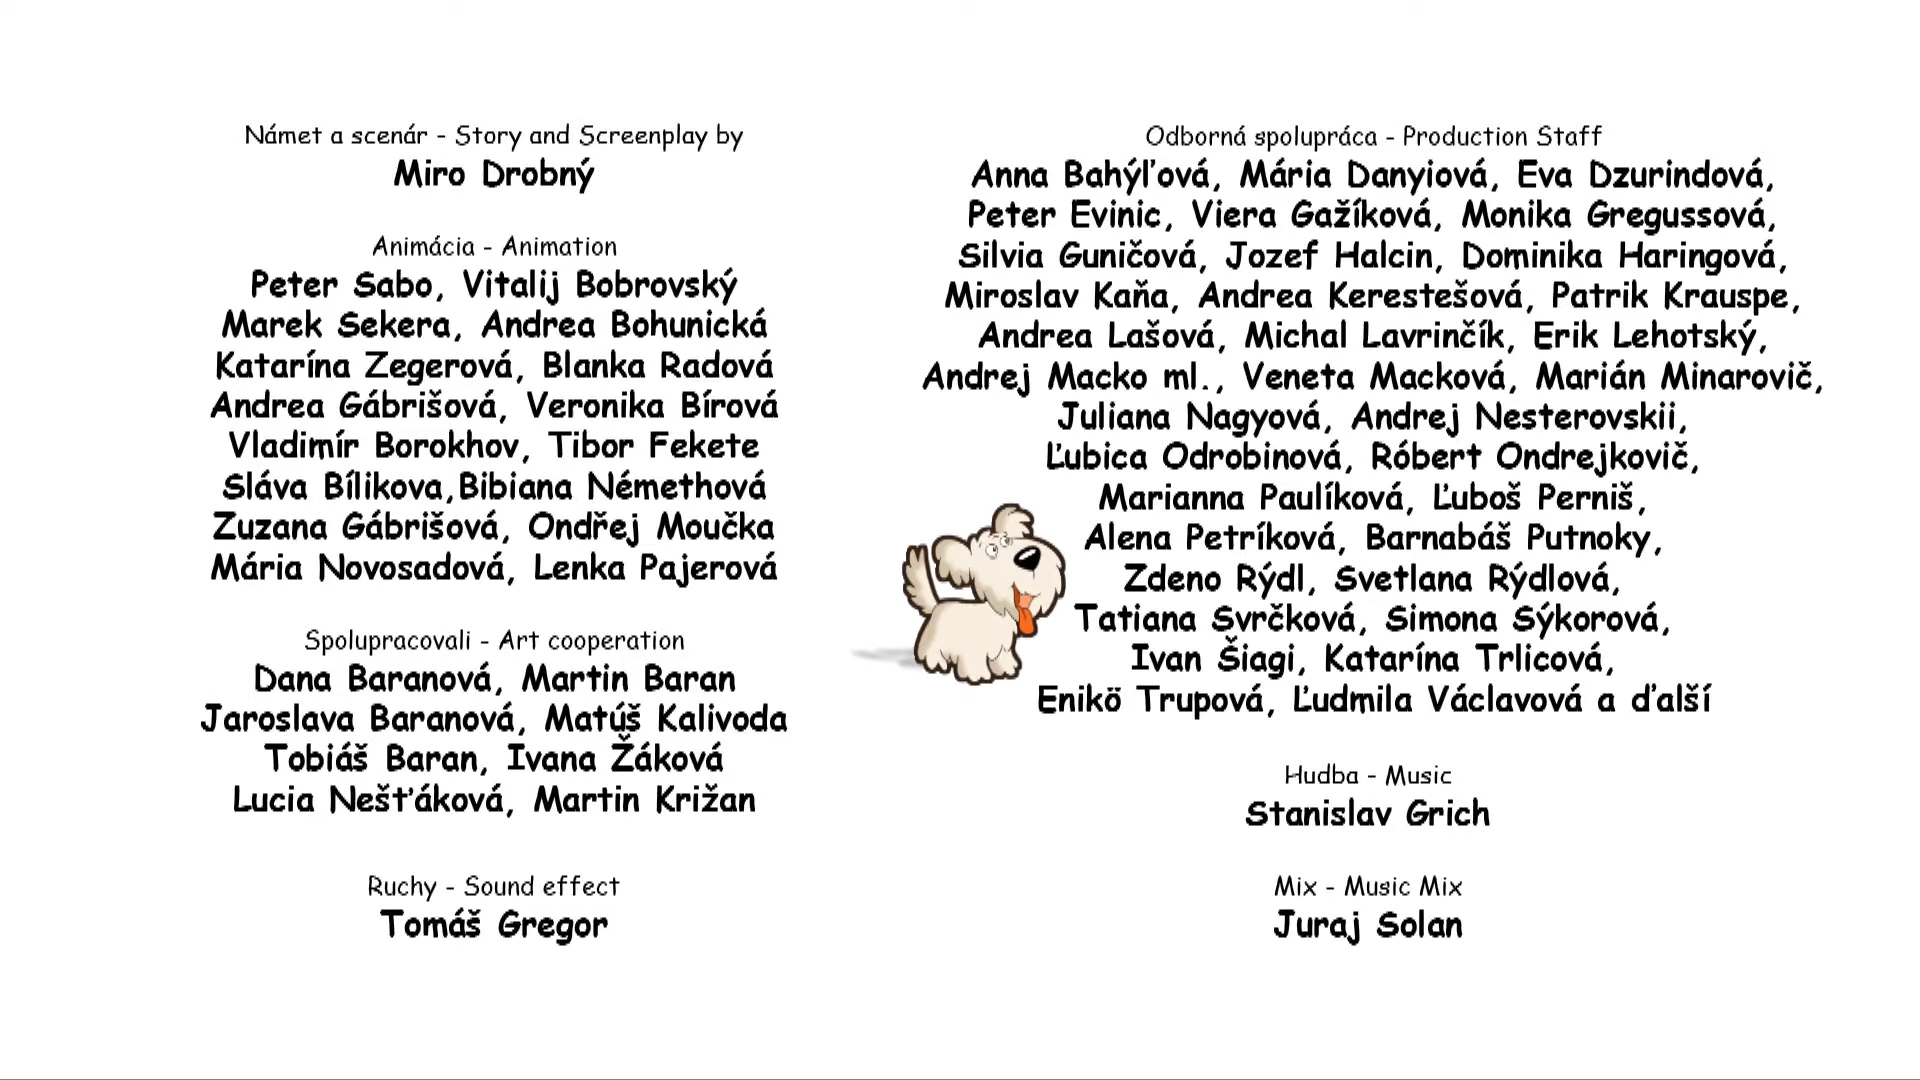 Námet a scenár - Story and Screenplay by
Miro Drobný
Animácia - Animation
Peter Sabo, Vitalij Bobrovský
Marek Sekera, Andrea Bohunická
Katarína Zegerová, Blanka Radová
Andrea Gábrišová, Veronika Bírová
Vladimír Borokhov, Tibor Fekete
Sláva Bílikova,Bibiana Némethová
Zuzana Gábrišová, Ondřej Moučka
Mária Novosadová, Lenka Pajerová
Spolupracovali - Art cooperation
Dana Baranová, Martin Baran
Jaroslava Baranová, Matúš Kalivoda
Tobiáš Baran, Ivana Žáková
Lucia Nešťáková, Martin Križan
Ruchy - Sound effect
Tomáš Gregor
Odborná spolupráca - Production Staff
Anna Bahýľová, Mária Danyiová, Eva Dzurindová,
Peter Evinic, Viera Gažíková, Monika Gregussová,
Silvia Guničová, Jozef Halcin, Dominika Haringová,
Miroslav Kaňa, Andrea Kerestešová, Patrik Krauspe,
Andrea Lašová, Michal Lavrinčík, Erik Lehotský,
Andrej Macko ml., Veneta Macková, Marián Minarovič,
Juliana Nagyová, Andrej Nesterovskii,
Ľubica Odrobinová, Róbert Ondrejkovič,
Marianna Paulíková, Ľuboš Perniš,
Alena Petríková, Barnabáš Putnoky,
Zdeno Rýdl, Svetlana Rýdlová,
Tatiana Svrčková, Simona Sýkorová,
Ivan Šiagi, Katarína Trlicová,
Enikö Trupová, Ľudmila Václavová a ďalší
Hudba - Music
Stanislav Grich
Mix - Music Mix
Juraj Solan